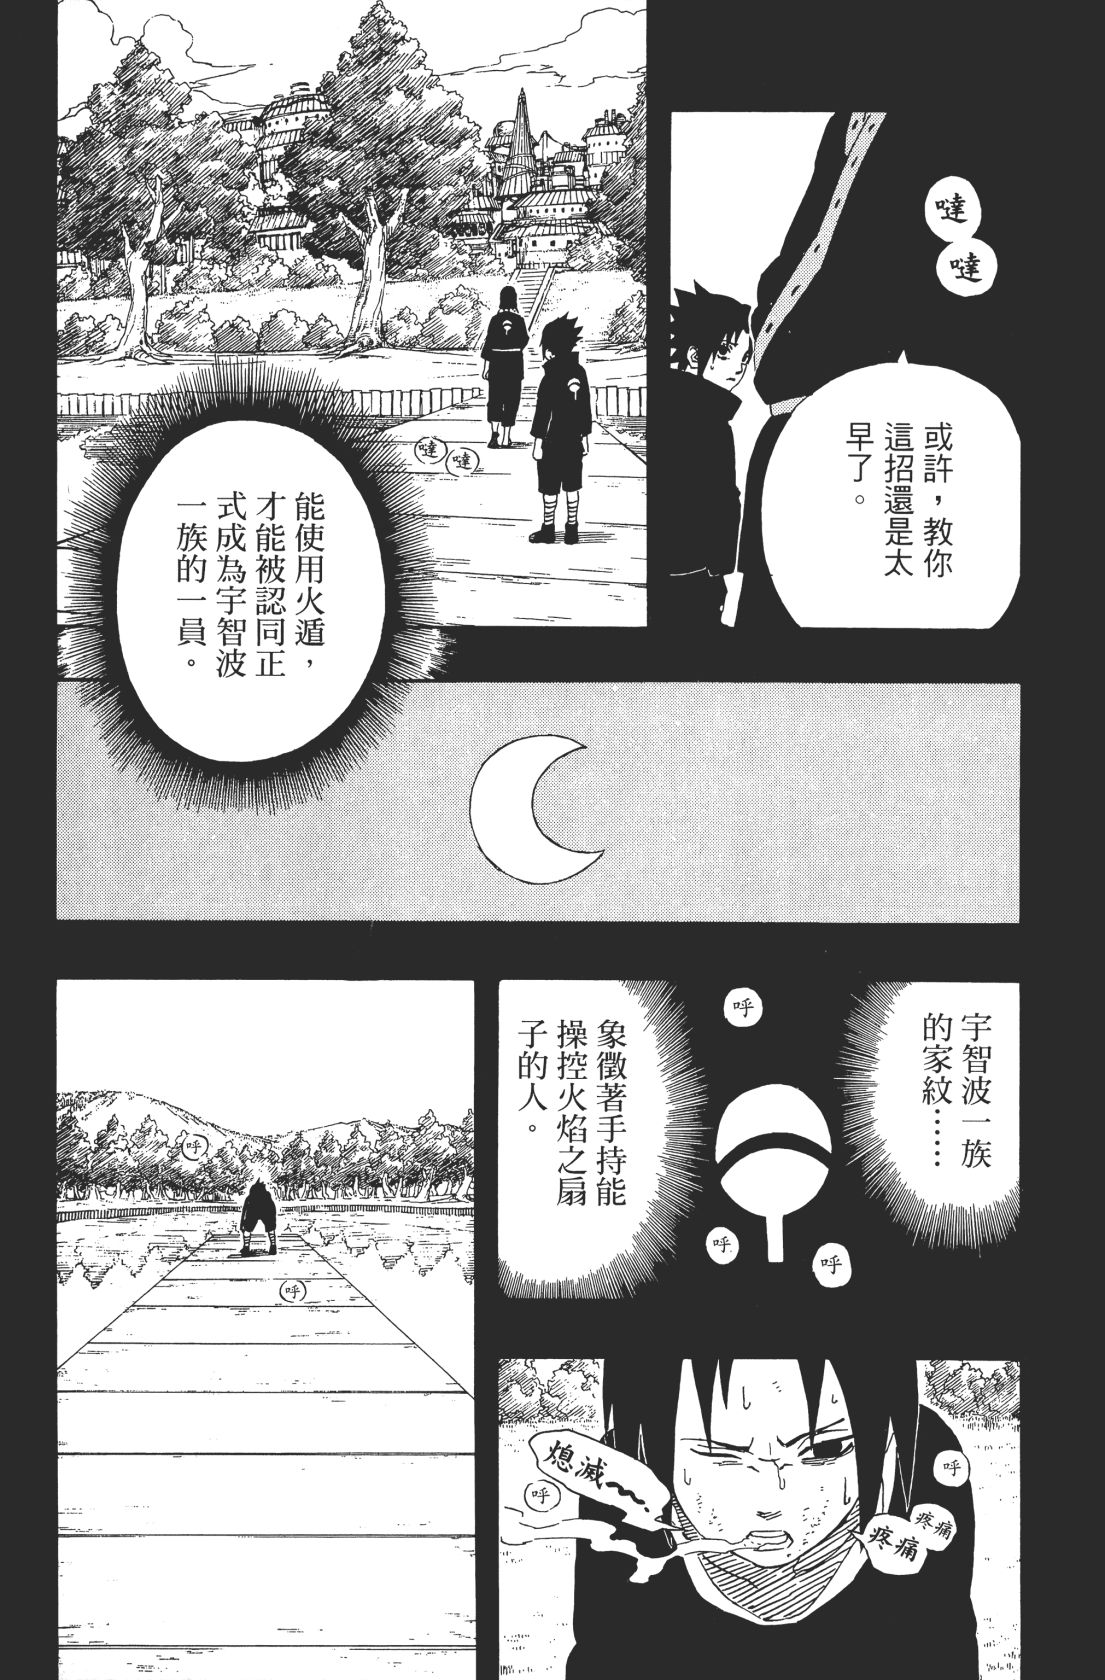 噠
噠
或許，教你
這招還是太
早了。
噠
噠
能使用火遁，
才能被認同正
式成為宇智波
一族的一員。
宇智波一族
的家紋……
呼
呼
呼
象徵著手持能
操控火焰之扇
子的人。
呼
疼痛
疼痛
熄滅～～
呼
呼
呼